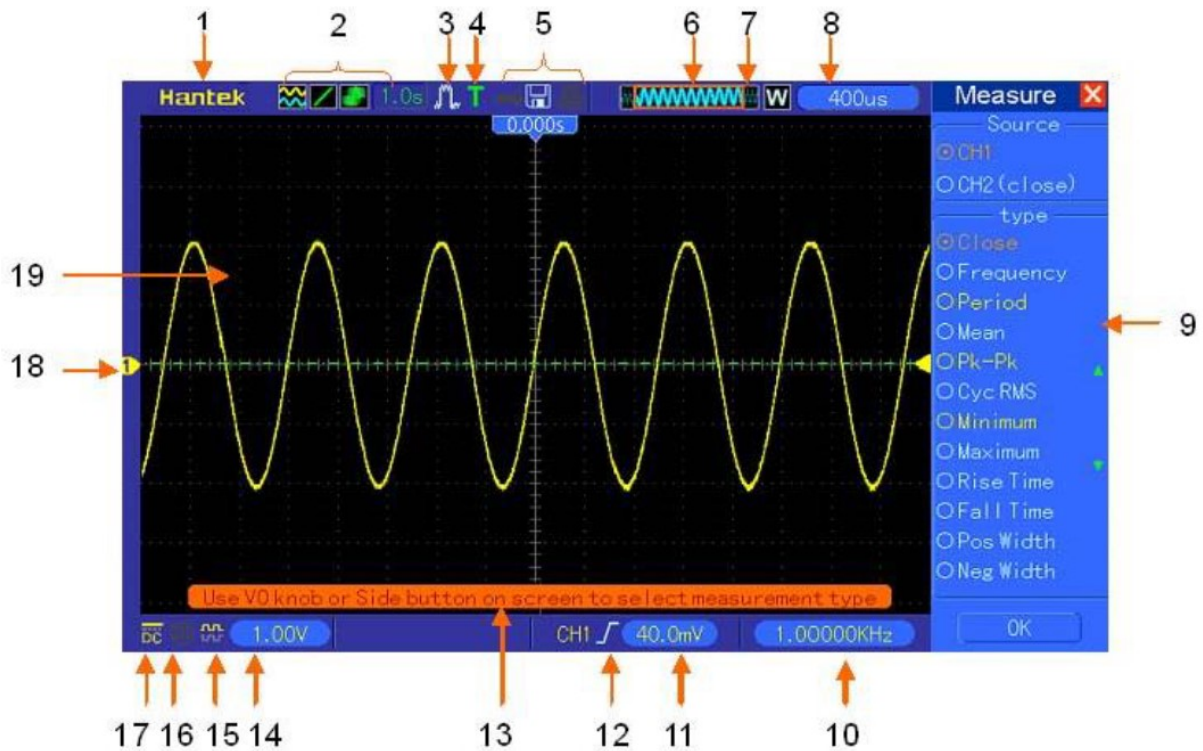 1 2 3 4 5 6 7 8
Hantek 1.0s T W 400us
0.000s
19
18
1
Measure X
Source
CH1
CH2(close)
type
Close
Frequency
Period
Mean
Pk-Pk
Cyc RMS
Minimum
Maximum
Rise Time
Fall Time
Pos Width
Neg Width
OK
9
Use V0 knob or Side button on screen to select measurement type
DC 1.00V CH1 40.0mV 1.00000KHz
17 16 15 14 13 12 11 10